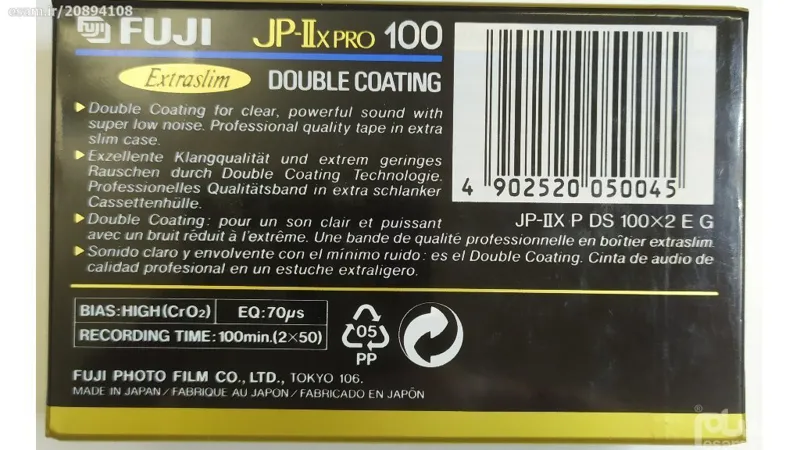 esam.ir/20894108
FUJI JP-IIx PRO 100
Extraslim DOUBLE COATING
Double Coating for clear, powerful sound with
super low noise. Professional quality tape in extra
slim case.
Exzellente Klangqualität und extrem geringes
Rauschen durch Double Coating Technologie.
Professionelles Qualitätsband in extra schlanker
Cassettenhülle.
Double Coating: pour un son clair et puissant
avec un bruit réduit à l'extrême. Une bande de qualité professionnelle en boîtier extraslim.
Sonido claro y envolvente con el mínimo ruido: es el Double Coating. Cinta de audio de
calidad profesional en un estuche extraligero.
4 902520 050045
JP-IIX P DS 100×2 E G
BIAS:HIGH(CrO2) EQ:70µs
RECORDING TIME:100min.(2×50)
05
PP
FUJI PHOTO FILM CO., LTD., TOKYO 106.
MADE IN JAPAN/FABRIQUE AU JAPON/FABRICADO EN JAPÓN